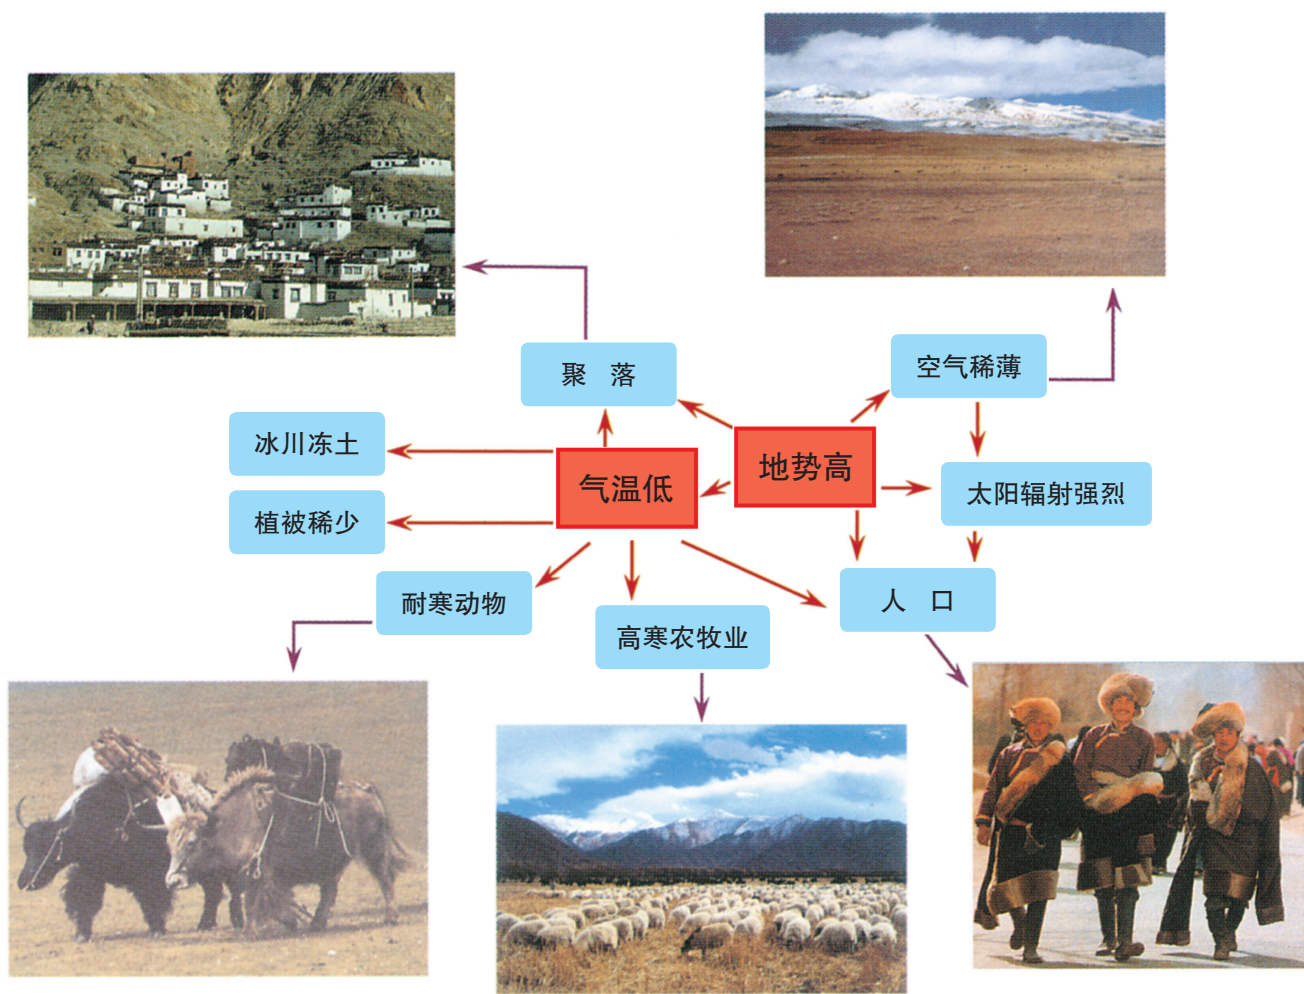 聚　落
空气稀薄
冰川冻土
气温低
地势高
植被稀少
太阳辐射强烈
耐寒动物
高寒农牧业
人　口